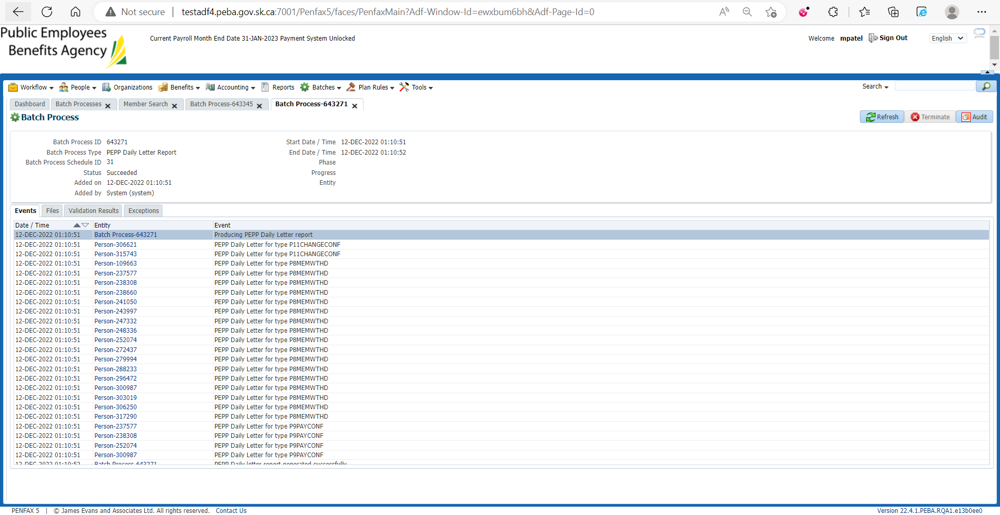 Not secure
testadf4.peba.gov.sk.ca:7001/Penfax5/faces/PenfaxMain?Adf-Window-Id=ewxbum6bh&Adf-Page-Id=0
Public Employees
Benefits Agency
Current Payroll Month End Date 31-JAN-2023 Payment System Unlocked
Welcome mpatel Sign Out English
Workflow People Organizations Benefits Accounting Reports Batches Plan Rules Tools Search
Dashboard Batch Processes Member Search Batch Process-643345 Batch Process-643271
Batch Process
Refresh Terminate Audit
Batch Process ID 643271 Start Date / Time 12-DEC-2022 01:10:51
Batch Process Type PEPP Daily Letter Report End Date / Time 12-DEC-2022 01:10:52
Batch Process Schedule ID 31 Phase
Status Succeeded Progress
Added on 12-DEC-2022 01:10:51 Entity
Added by System (system)
Events Files Validation Results Exceptions
Date / Time Entity Event
12-DEC-2022 01:10:51 Batch Process-643271 Producing PEPP Daily Letter report
12-DEC-2022 01:10:51 Person-306621 PEPP Daily Letter for type P11CHANGECONF
12-DEC-2022 01:10:51 Person-315743 PEPP Daily Letter for type P11CHANGECONF
12-DEC-2022 01:10:51 Person-109663 PEPP Daily Letter for type P8MEMWTHD
12-DEC-2022 01:10:51 Person-237577 PEPP Daily Letter for type P8MEMWTHD
12-DEC-2022 01:10:51 Person-238308 PEPP Daily Letter for type P8MEMWTHD
12-DEC-2022 01:10:51 Person-238660 PEPP Daily Letter for type P8MEMWTHD
12-DEC-2022 01:10:51 Person-241050 PEPP Daily Letter for type P8MEMWTHD
12-DEC-2022 01:10:51 Person-243997 PEPP Daily Letter for type P8MEMWTHD
12-DEC-2022 01:10:51 Person-247332 PEPP Daily Letter for type P8MEMWTHD
12-DEC-2022 01:10:51 Person-248336 PEPP Daily Letter for type P8MEMWTHD
12-DEC-2022 01:10:51 Person-252074 PEPP Daily Letter for type P8MEMWTHD
12-DEC-2022 01:10:51 Person-272437 PEPP Daily Letter for type P8MEMWTHD
12-DEC-2022 01:10:51 Person-279994 PEPP Daily Letter for type P8MEMWTHD
12-DEC-2022 01:10:51 Person-288233 PEPP Daily Letter for type P8MEMWTHD
12-DEC-2022 01:10:51 Person-296472 PEPP Daily Letter for type P8MEMWTHD
12-DEC-2022 01:10:51 Person-300987 PEPP Daily Letter for type P8MEMWTHD
12-DEC-2022 01:10:51 Person-303019 PEPP Daily Letter for type P8MEMWTHD
12-DEC-2022 01:10:51 Person-306250 PEPP Daily Letter for type P8MEMWTHD
12-DEC-2022 01:10:51 Person-317290 PEPP Daily Letter for type P8MEMWTHD
12-DEC-2022 01:10:51 Person-237577 PEPP Daily Letter for type P9PAYCONF
12-DEC-2022 01:10:51 Person-238308 PEPP Daily Letter for type P9PAYCONF
12-DEC-2022 01:10:51 Person-252074 PEPP Daily Letter for type P9PAYCONF
12-DEC-2022 01:10:51 Person-300987 PEPP Daily Letter for type P9PAYCONF
12-DEC-2022 01:10:52 Batch Process-643271 PEPP Daily letter report generated successfully
PENFAX 5 | © James Evans and Associates Ltd. All rights reserved. Contact Us Version 22.4.1.PEBA.RQA1.e13b0ee0